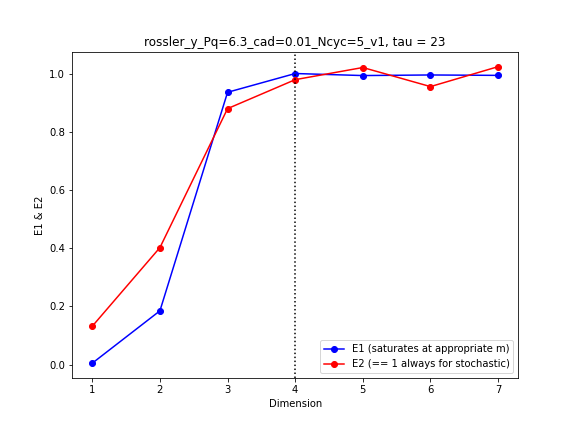 rossler_y_Pq=6.3_cad=0.01_Ncyc=5_v1, tau = 23
1.0
0.8
0.6
0.4
0.2
0.0
E1 & E2
E1 (saturates at appropriate m)
E2 (== 1 always for stochastic)
1 2 3 4 5 6 7
Dimension